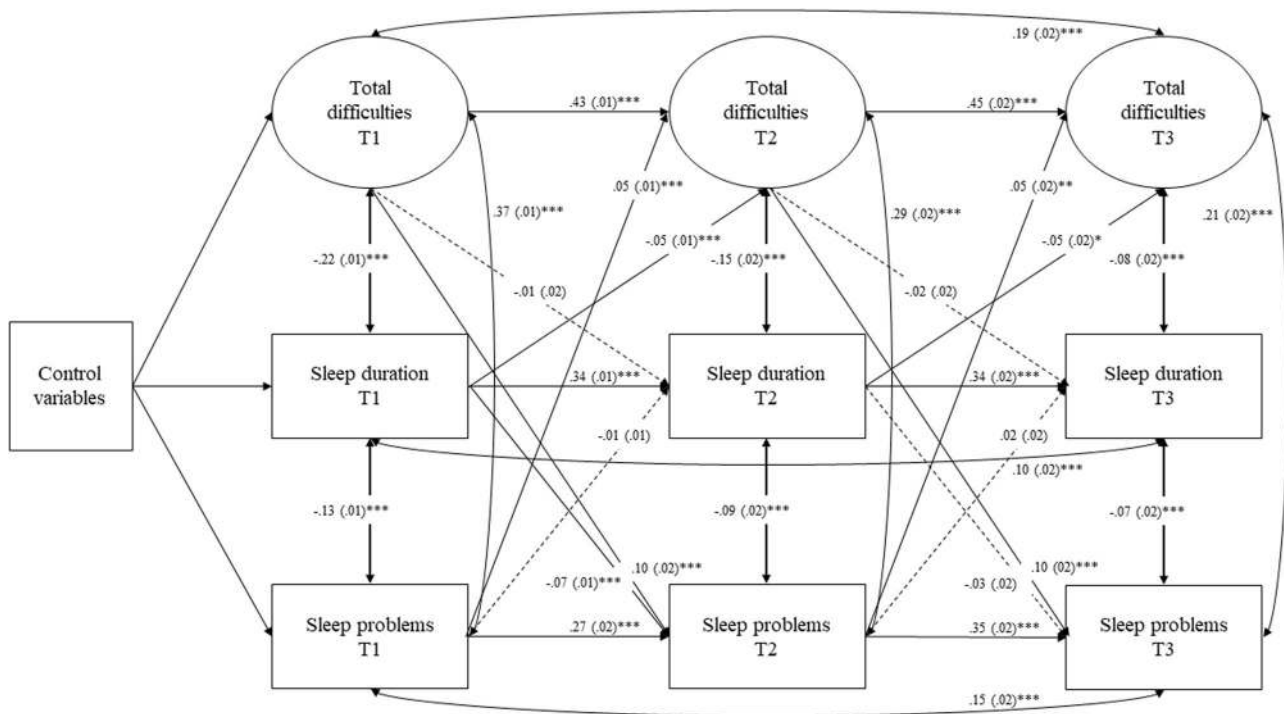 .19 (.02)***
Total
difficulties
T1
Total
difficulties
T2
Total
difficulties
T3
.43 (.01)***
.45 (.02)***
.37 (.01)***
.05 (.01)***
-.05 (.01)***
.29 (.02)***
.05 (.02)**
-.05 (.02)*
.21 (.02)***
-.22 (.01)***
-.15 (.02)***
-.08 (.02)***
-.01 (.02)
-.02 (.02)
Control
variables
Sleep duration
T1
Sleep duration
T2
Sleep duration
T3
.34 (.01)***
.34 (.02)***
-.01 (.01)
.02 (.02)
.10 (.02)***
-.13 (.01)***
-.09 (.02)***
-.07 (.02)***
-.07 (.01)***
.10 (.02)***
.10 (.02)***
-.03 (.02)
Sleep problems
T1
Sleep problems
T2
Sleep problems
T3
.27 (.02)***
.35 (.02)***
.15 (.02)***